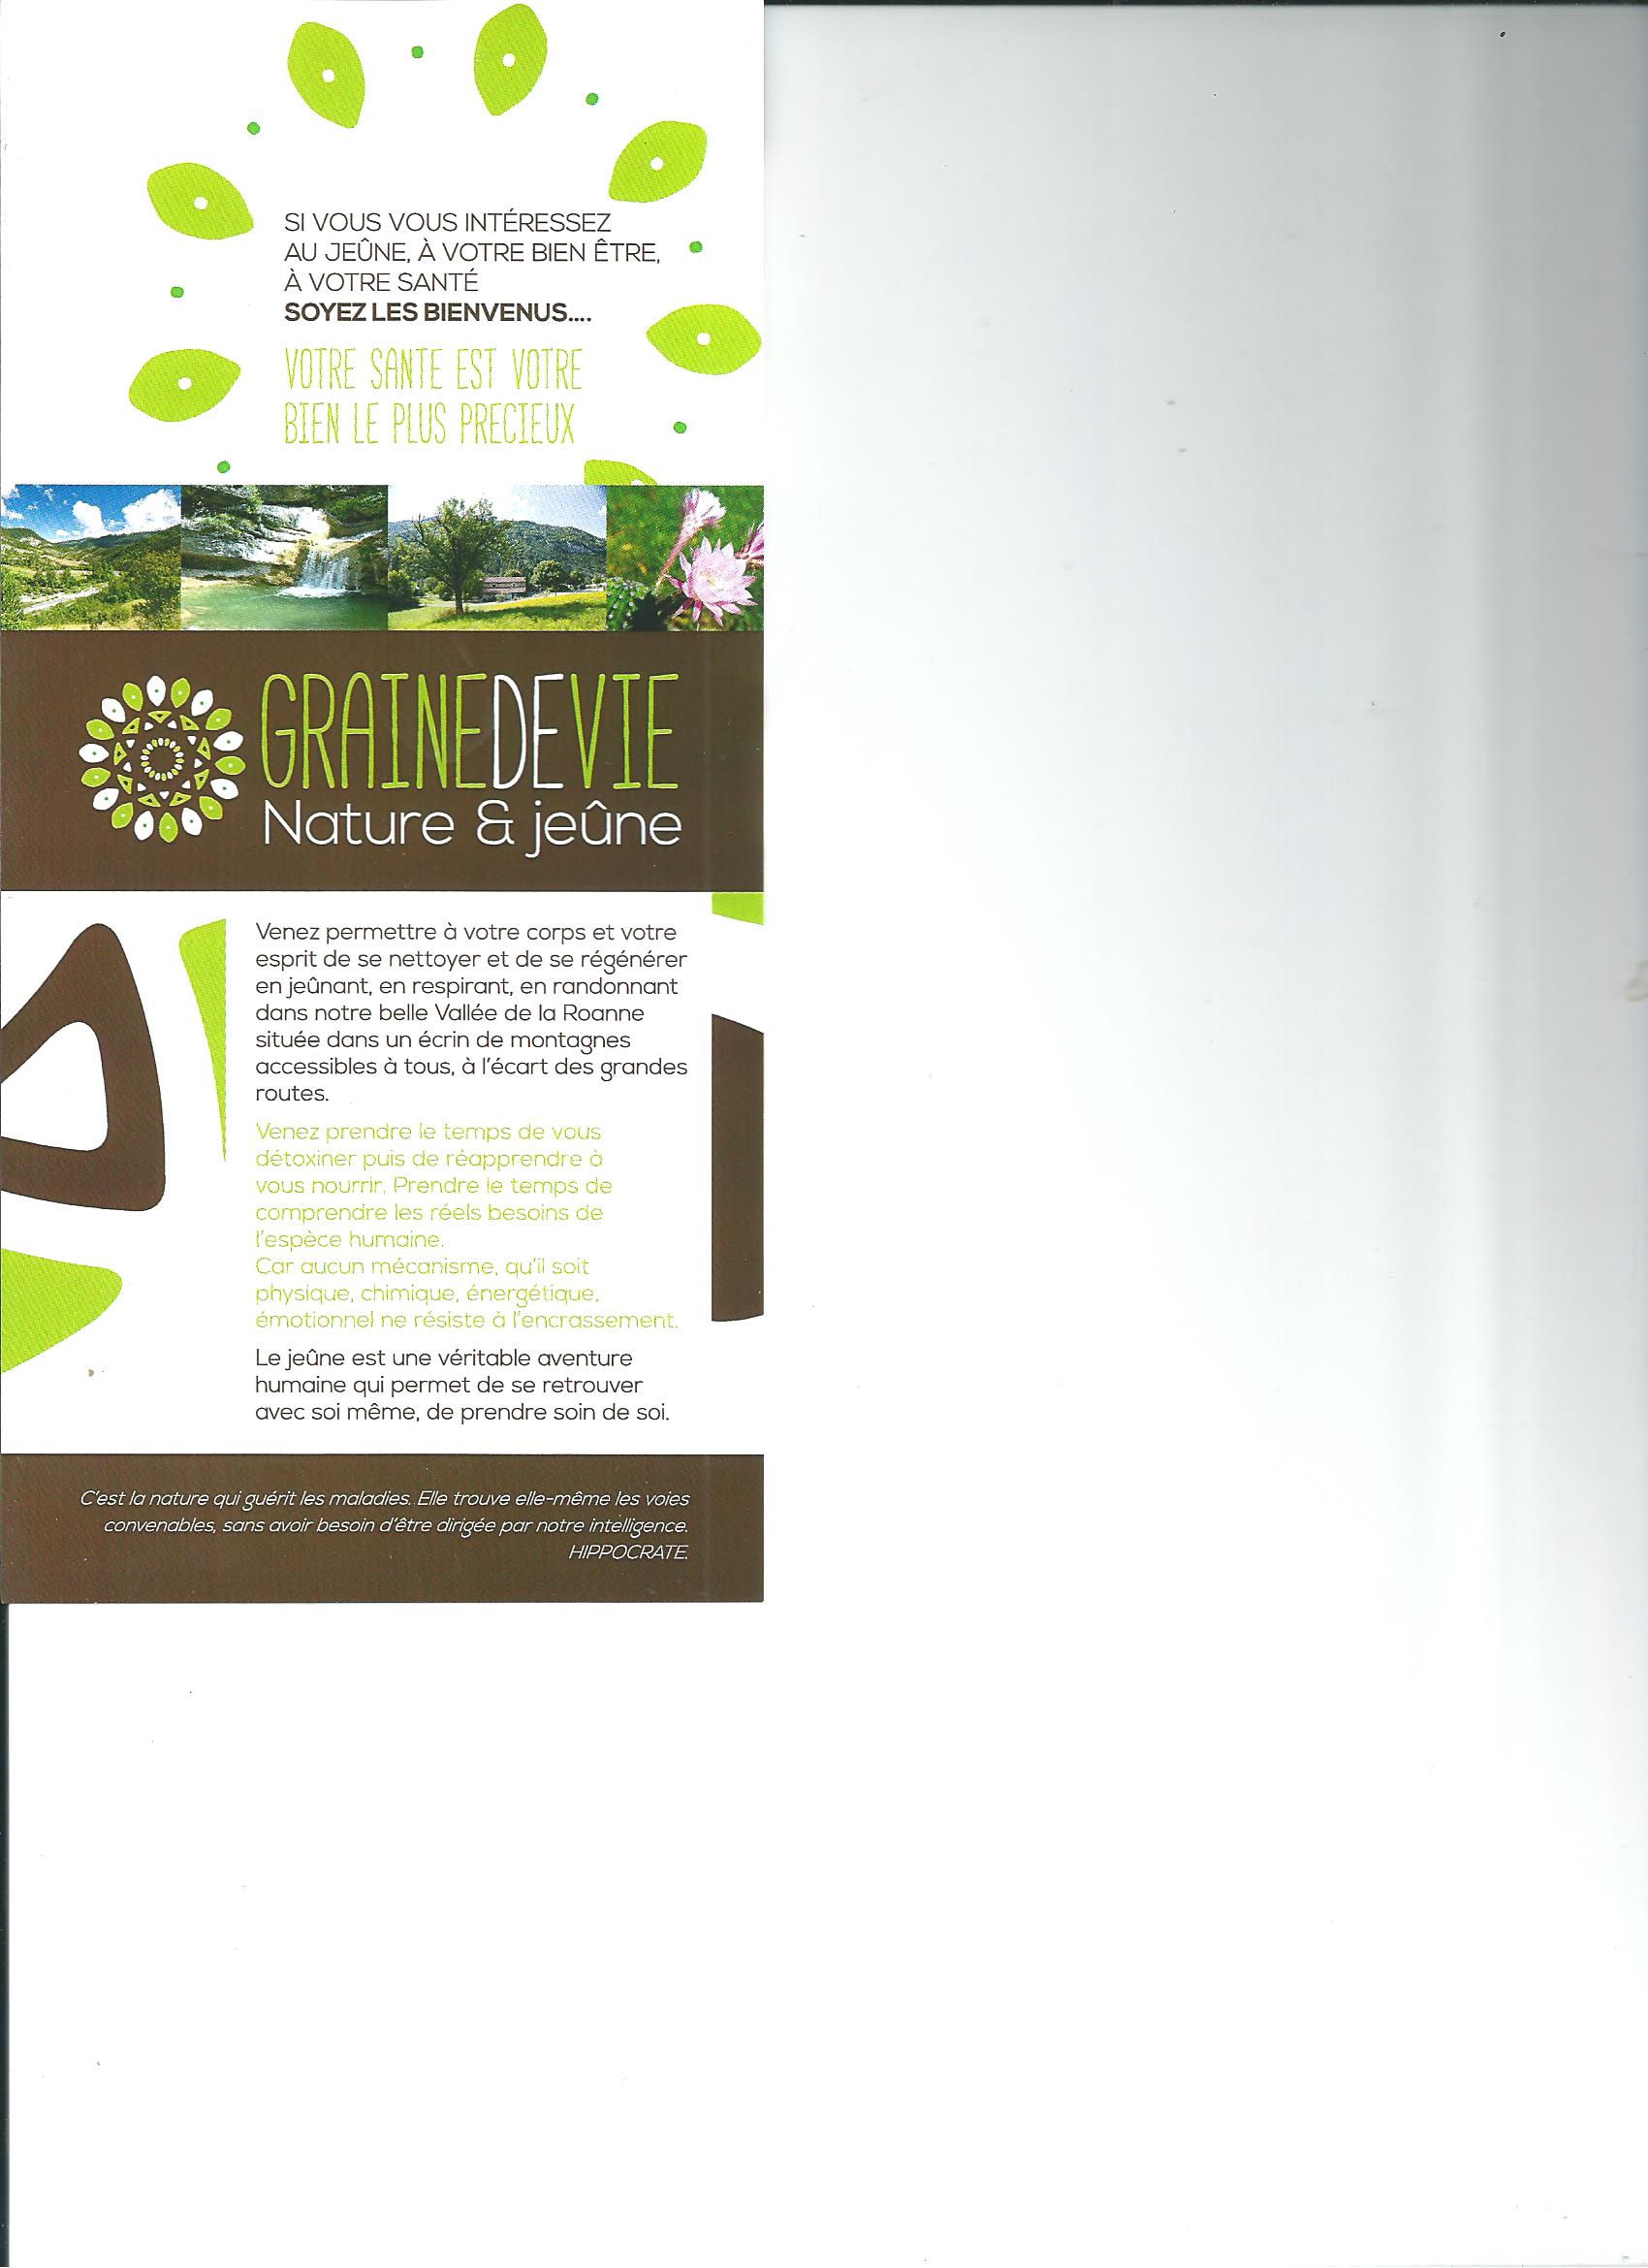 SI VOUS VOUS INTÉRESSEZ
AU JEÛNE, À VOTRE BIEN ÊTRE,
À VOTRE SANTÉ
SOYEZ LES BIENVENUS....
VOTRE SANTE EST VOTRE
BIEN LE PLUS PRECIEUX
GRAINEDEVIE
Nature & jeûne
Venez permettre à votre corps et votre
esprit de se nettoyer et de se régénérer
en jeûnant, en respirant, en randonnant
dans notre belle Vallée de la Roanne
située dans un écrin de montagnes
accessibles à tous, à l'écart des grandes
routes.
Venez prendre le temps de vous
détoxiner puis de réapprendre à
vous nourrir. Prendre le temps de
comprendre les réels besoins de
l'espèce humaine.
Car aucun mécanisme, qu'il soit
physique, chimique, énergétique,
émotionnel ne résiste à l'encrassement.
Le jeûne est une véritable aventure
humaine qui permet de se retrouver
avec soi même, de prendre soin de soi.
C'est la nature qui guérit les maladies. Elle trouve elle-même les voies
convenables, sans avoir besoin d'être dirigée par notre intelligence.
HIPPOCRATE.